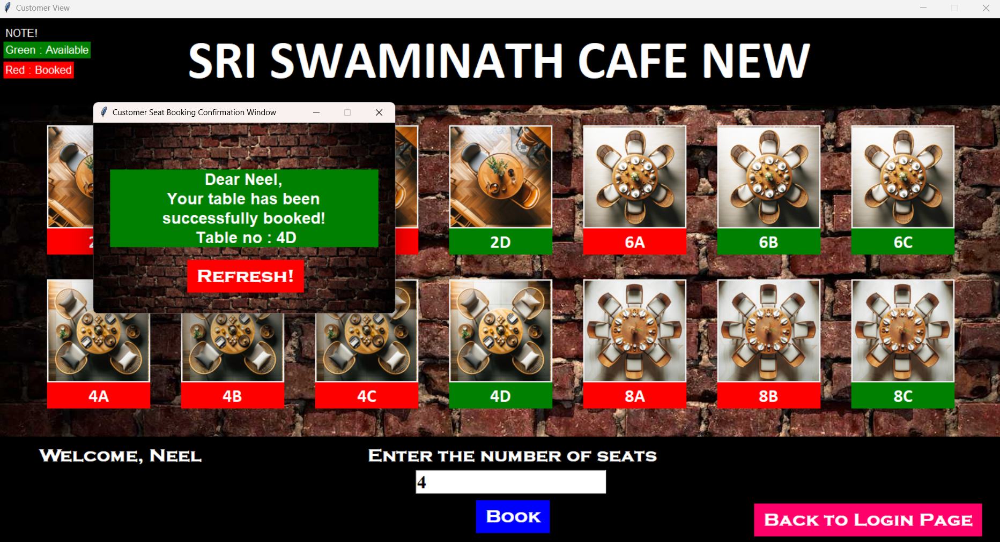 Customer View
NOTE!
Green : Available
Red : Booked
SRI SWAMINATH CAFE NEW
Customer Seat Booking Confirmation Window
Dear Neel,
Your table has been
successfully booked!
Table no : 4D
REFRESH!
2D
6A
6B
6C
4A
4B
4C
4D
8A
8B
8C
WELCOME, NEEL
ENTER THE NUMBER OF SEATS
4
BOOK
BACK TO LOGIN PAGE